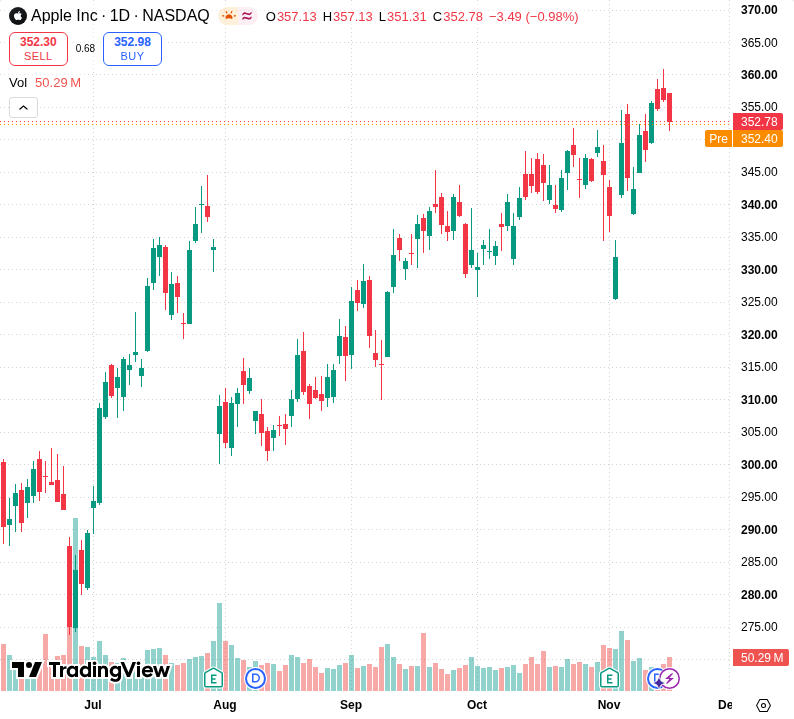 Apple Inc · 1D · NASDAQ O357.13 H357.13 L351.31 C352.78 −3.49 (−0.98%)
352.30 SELL 0.68 352.98 BUY
Vol 50.29 M
370.00
365.00
360.00
355.00
352.78
Pre 352.40
345.00
340.00
335.00
330.00
325.00
320.00
315.00
310.00
305.00
300.00
295.00
290.00
285.00
280.00
275.00
50.29 M
TradingView
E D E D
Jul Aug Sep Oct Nov De